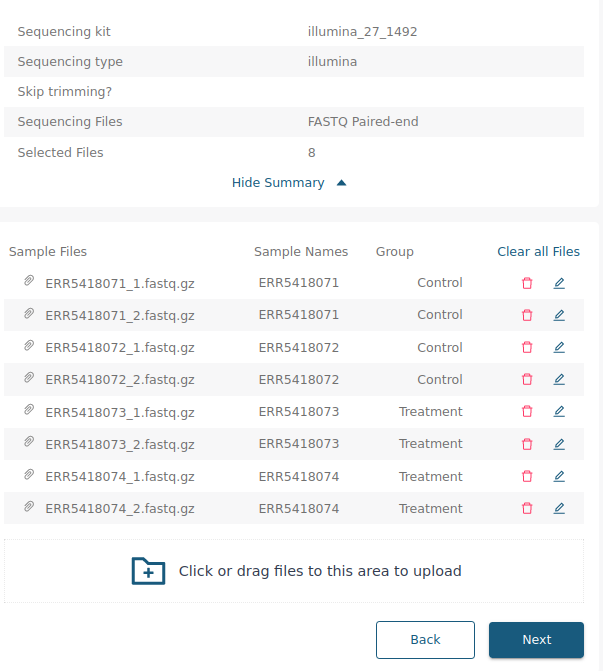 Sequencing kit illumina_27_1492
Sequencing type illumina
Skip trimming?
Sequencing Files FASTQ Paired-end
Selected Files 8
Hide Summary
Sample Files Sample Names Group Clear all Files
ERR5418071_1.fastq.gz ERR5418071 Control
ERR5418071_2.fastq.gz ERR5418071 Control
ERR5418072_1.fastq.gz ERR5418072 Control
ERR5418072_2.fastq.gz ERR5418072 Control
ERR5418073_1.fastq.gz ERR5418073 Treatment
ERR5418073_2.fastq.gz ERR5418073 Treatment
ERR5418074_1.fastq.gz ERR5418074 Treatment
ERR5418074_2.fastq.gz ERR5418074 Treatment
Click or drag files to this area to upload
Back Next